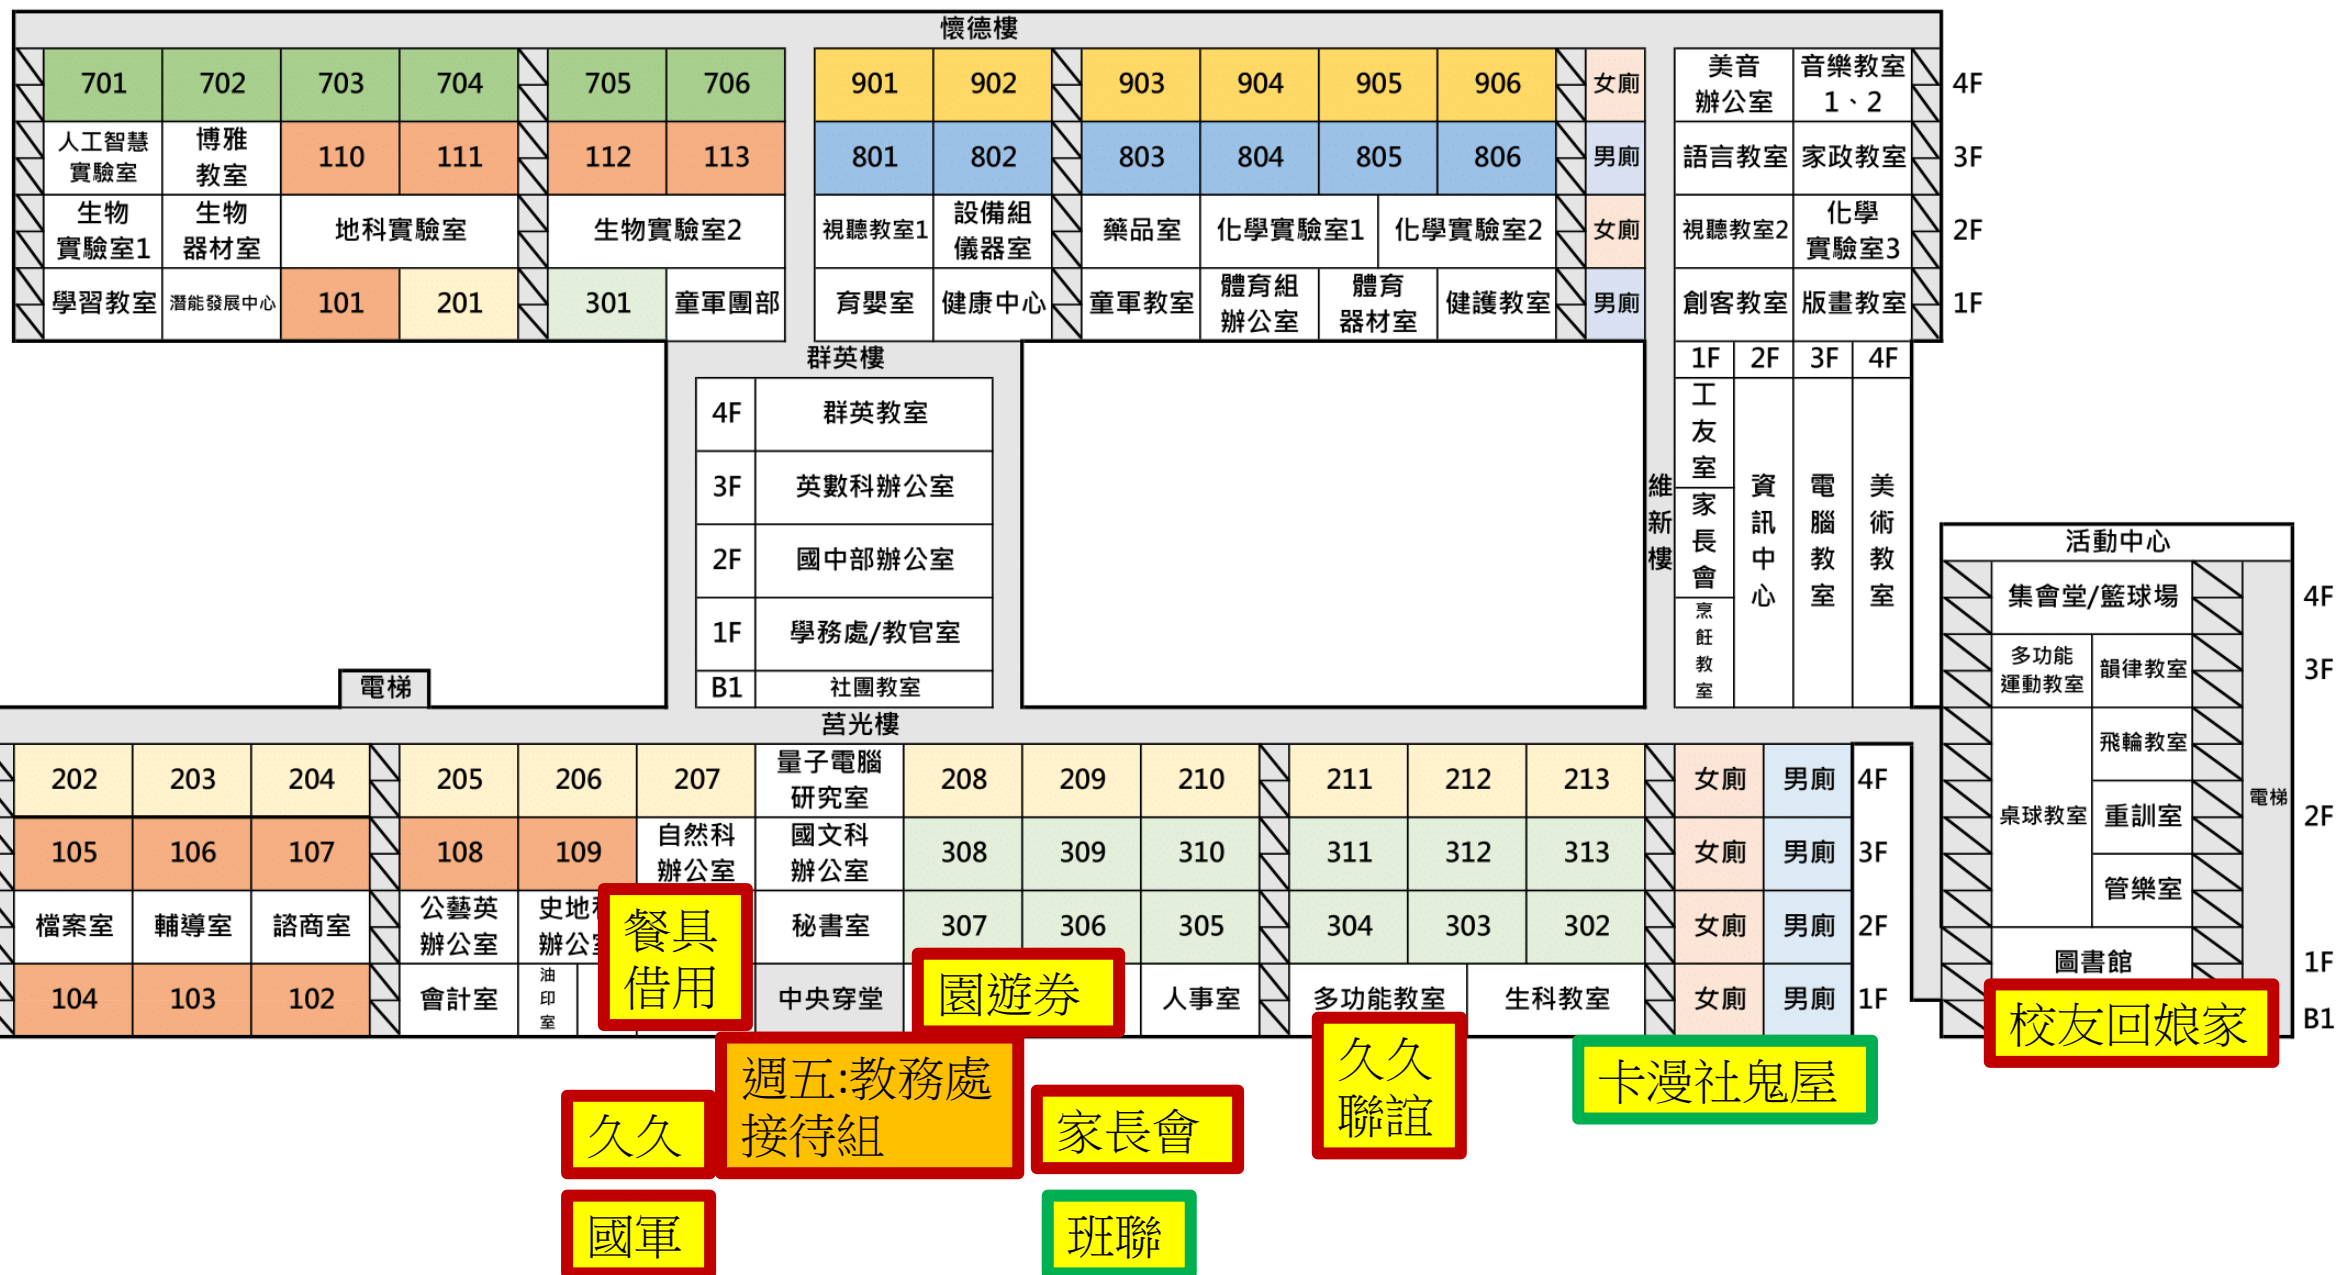 懷德樓
701 702 703 704 705 706 901 902 903 904 905 906 女廁 美音 音樂教室 4F
辦公室 1、2
人工智慧 博雅 110 111 112 113 801 802 803 804 805 806 男廁 語言教室 家政教室 3F
實驗室 教室
生物 生物 地科實驗室 生物實驗室2 視聽教室1 設備組 藥品室 化學實驗室1 化學實驗室2 女廁 視聽教室2 化學 2F
實驗室1 器材室 儀器室 實驗室3
學習教室 潛能發展中心 101 201 301 童軍團部 育嬰室 健康中心 童軍教室 體育組 體育 健護教室 男廁 創客教室 版畫教室 1F
辦公室 器材室
群英樓
4F 群英教室
3F 英數科辦公室
2F 國中部辦公室
1F 學務處/教官室
B1 社團教室
維新樓
1F 2F 3F 4F
工友室
家長會
烹飪教室
資訊中心
電腦教室
美術教室
活動中心
集會堂/籃球場 4F
多功能 韻律教室 3F
運動教室
飛輪教室
桌球教室 重訓室 2F
管樂室
電梯
圖書館 1F
校友回娘家 B1
電梯
莒光樓
202 203 204 205 206 207 量子電腦 208 209 210 211 212 213 女廁 男廁 4F
研究室
105 106 107 108 109 自然科 國文科 308 309 310 311 312 313 女廁 男廁 3F
辦公室 辦公室
檔案室 輔導室 諮商室 公藝英 史地 秘書室 307 306 305 304 303 302 女廁 男廁 2F
辦公室 辦公
104 103 102 會計室 油印室 中央穿堂 人事室 多功能教室 生科教室 女廁 男廁 1F
餐具
借用
園遊券
週五:教務處
接待組
久久
家長會
久久
聯誼
卡漫社鬼屋
國軍
班聯